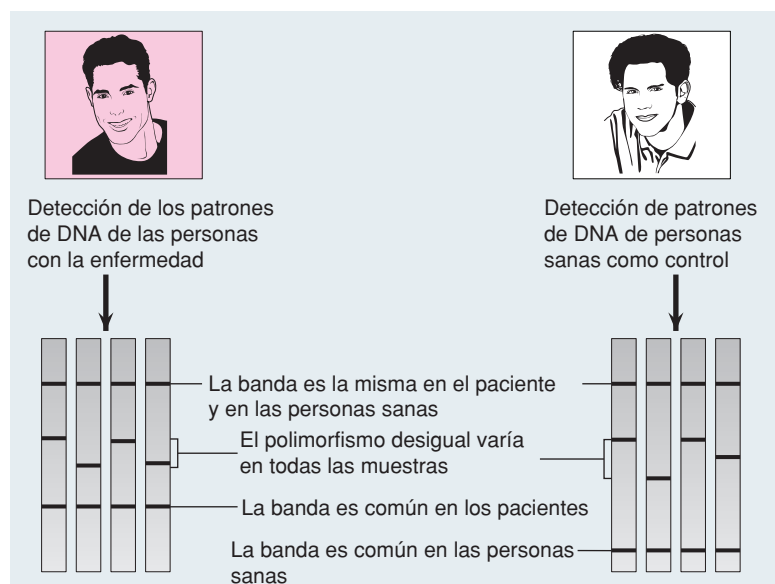 Detección de los patrones
de DNA de las personas
con la enfermedad
Detección de patrones
de DNA de personas
sanas como control
La banda es la misma en el paciente
y en las personas sanas
El polimorfismo desigual varía
en todas las muestras
La banda es común en los pacientes
La banda es común en las personas
sanas